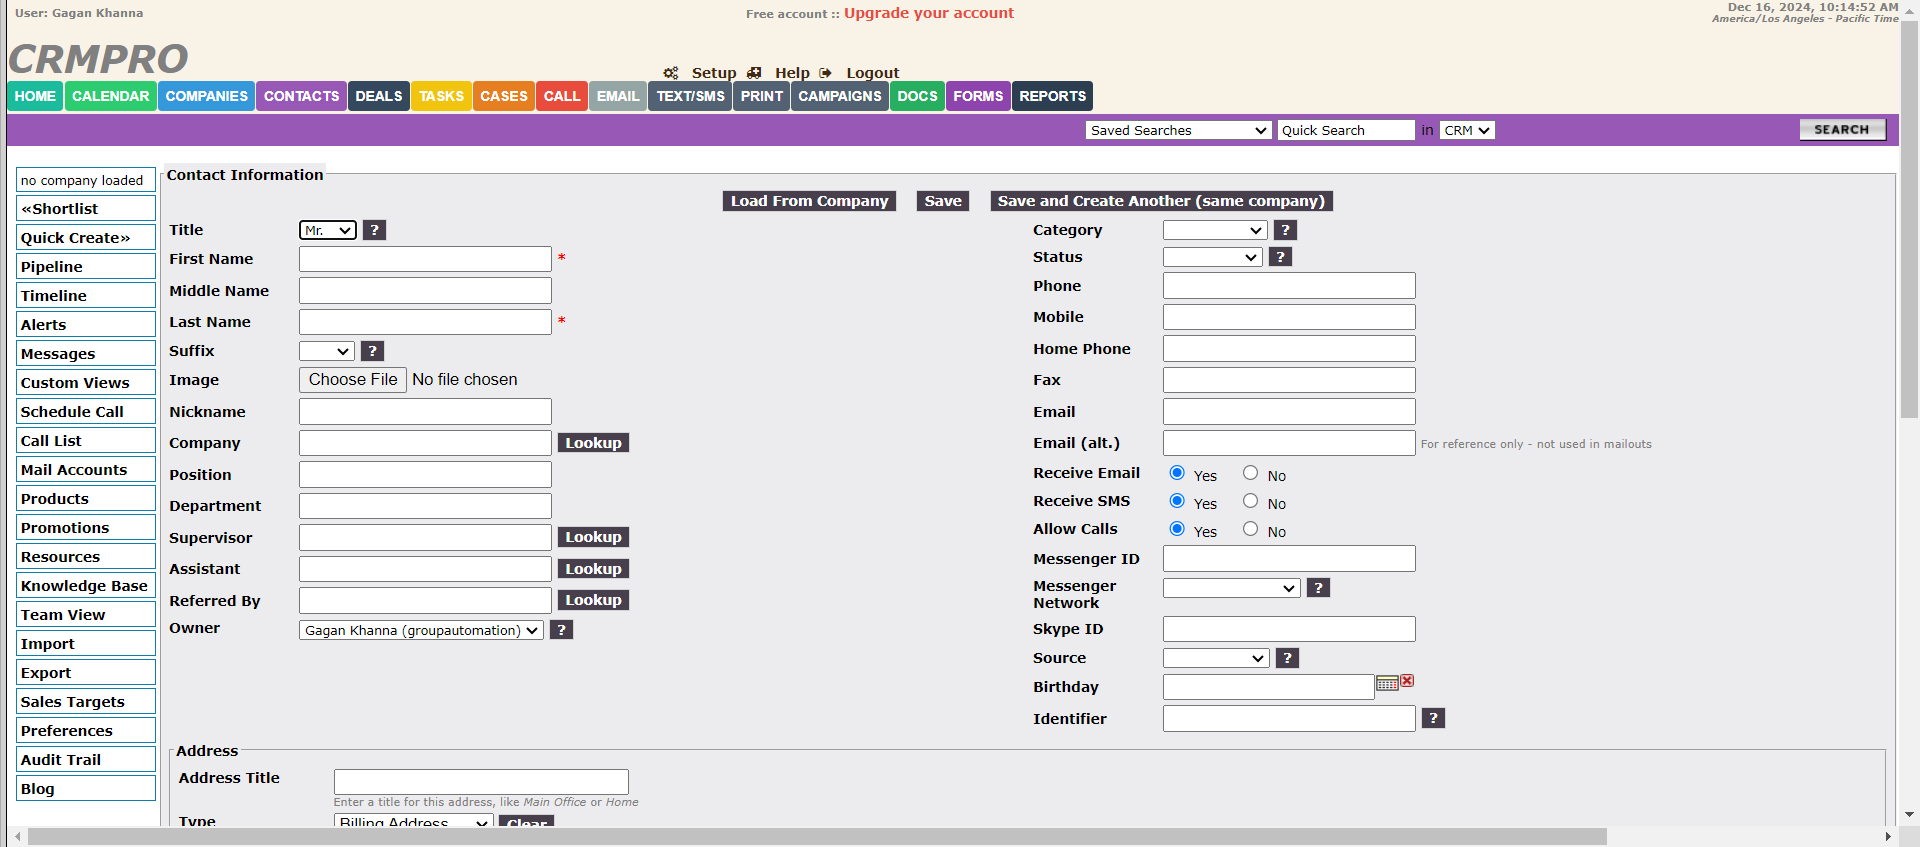 User: Gagan Khanna
Free account :: Upgrade your account
Dec 16, 2024, 10:14:52 AM
America/Los Angeles - Pacific Time
CRMPRO
Setup Help Logout
HOME CALENDAR COMPANIES CONTACTS DEALS TASKS CASES CALL EMAIL TEXT/SMS PRINT CAMPAIGNS DOCS FORMS REPORTS
Saved Searches Quick Search in CRM SEARCH
no company loaded
«Shortlist
Quick Create»
Pipeline
Timeline
Alerts
Messages
Custom Views
Schedule Call
Call List
Mail Accounts
Products
Promotions
Resources
Knowledge Base
Team View
Import
Export
Sales Targets
Preferences
Audit Trail
Blog
Contact Information
Load From Company Save Save and Create Another (same company)
Title Mr. ?
First Name *
Middle Name
Last Name *
Suffix ?
Image Choose File No file chosen
Nickname
Company Lookup
Position
Department
Supervisor Lookup
Assistant Lookup
Referred By Lookup
Owner Gagan Khanna (groupautomation) ?
Category ?
Status ?
Phone
Mobile
Home Phone
Fax
Email
Email (alt.) For reference only - not used in mailouts
Receive Email Yes No
Receive SMS Yes No
Allow Calls Yes No
Messenger ID
Messenger
Network ?
Skype ID
Source ?
Birthday
Identifier ?
Address
Address Title
Enter a title for this address, like Main Office or Home
Type Billing Address Clear